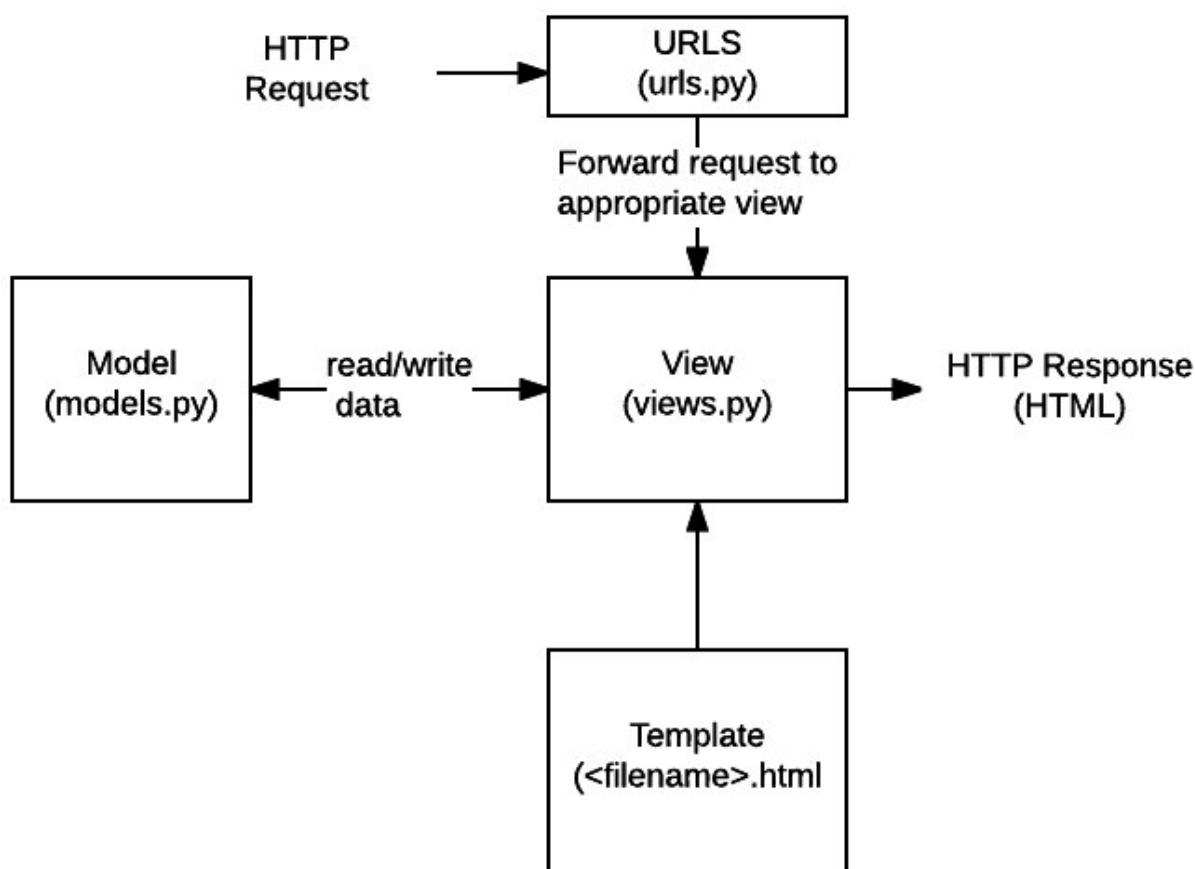 HTTP
Request
URLS
(urls.py)
Forward request to
appropriate view
Model
(models.py)
read/write
data
View
(views.py)
HTTP Response
(HTML)
Template
(<filename>.html